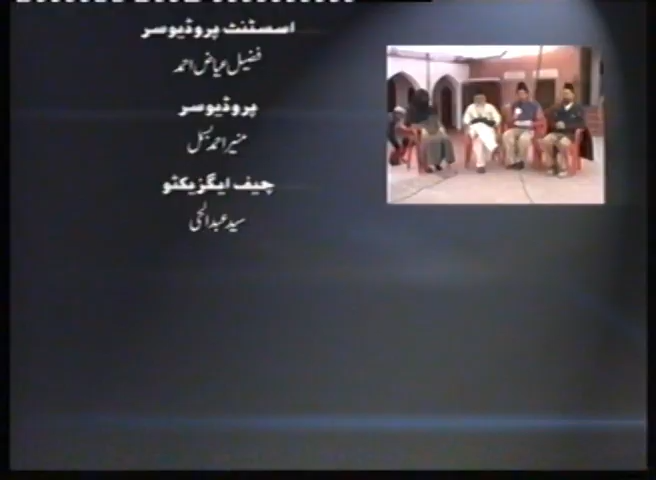 اسسٹنٹ پروڈیوسر
فضیل عیاض احمد
پروڈیوسر
منیر احمد بسمل
چیف ایگزیکٹو
سید عبدالحی